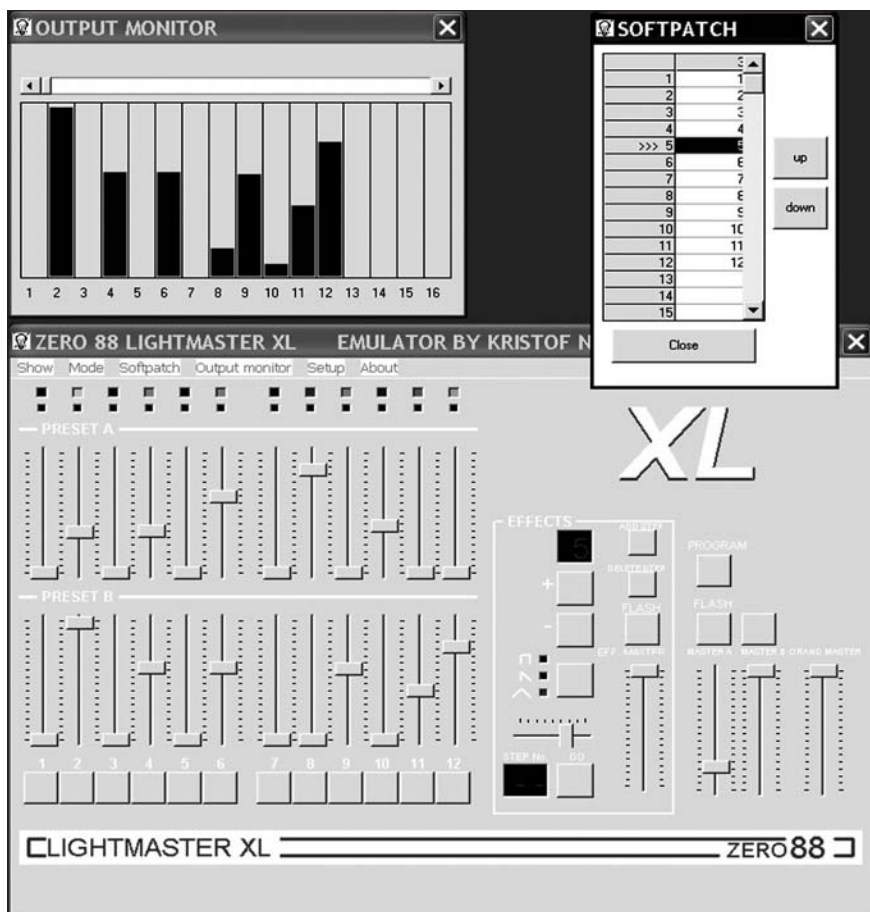 OUTPUT MONITOR
1 2 3 4 5 6 7 8 9 10 11 12 13 14 15 16
SOFTPATCH
3
1 1
2 2
3 3
4 4
>>> 5 5
6 6
7 7
8 8
9 9
10 10
11 11
12 12
13
14
15
up
down
Close
ZERO 88 LIGHTMASTER XL EMULATOR BY KRISTOF N
Show Mode Softpatch Output monitor Setup About
XL
PRESET A
EFFECTS
5
ADD STEP
PROGRAM
+
DELETE STEP
PRESET B
FLASH
FLASH
-
EFF. MASTER
MASTER A MASTER B GRAND MASTER
STEP No GO
1 2 3 4 5 6 7 8 9 10 11 12
LIGHTMASTER XL
ZERO 88